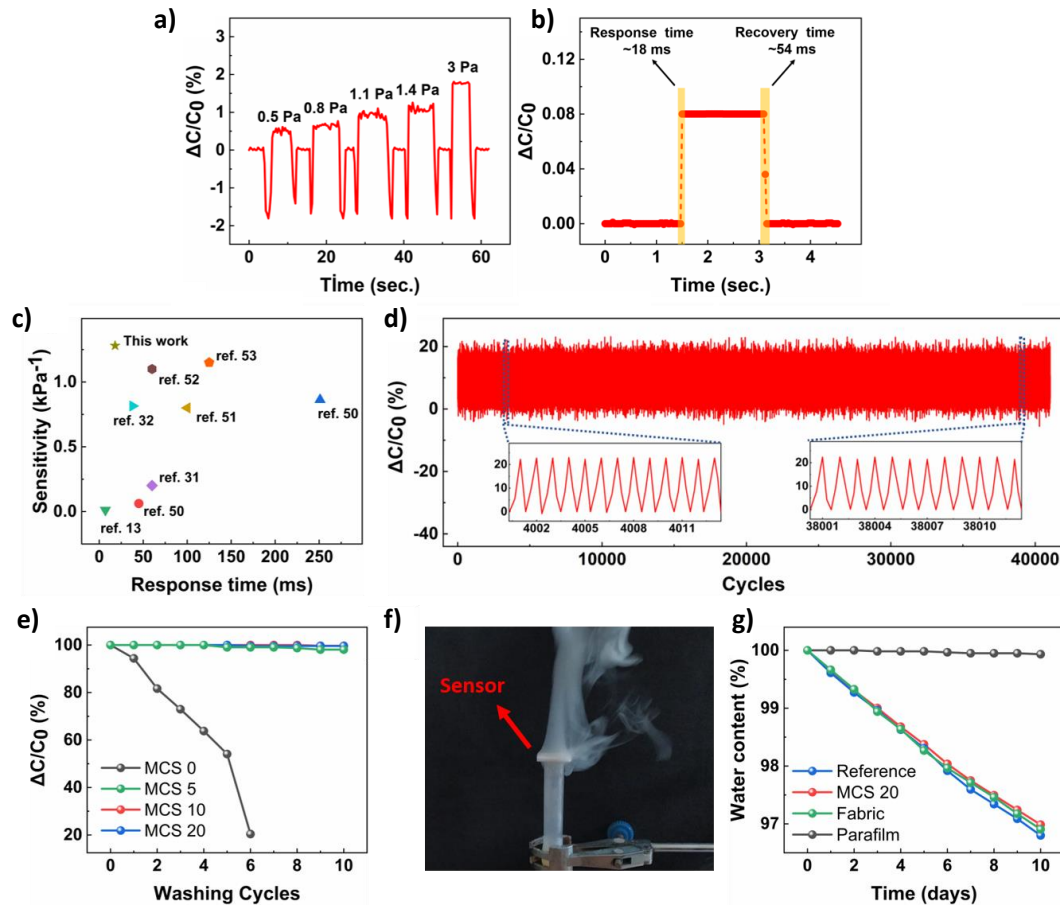 a)
ΔC/C0 (%)
3
2
1
0
-1
-2
0.5 Pa
0.8 Pa
1.1 Pa
1.4 Pa
3 Pa
0 20 40 60
Tİme (sec.)
b)
ΔC/C0
0.12
0.08
0.04
0.00
Response time
~18 ms
Recovery time
~54 ms
0 1 2 3 4
Time (sec.)
c)
Sensitivity (kPa-1)
1.0
0.5
0.0
This work
ref. 53
ref. 52
ref. 32
ref. 51
ref. 50
ref. 31
ref. 50
ref. 13
0 50 100 150 200 250 300
Response time (ms)
d)
ΔC/C0 (%)
20
0
-20
-40
20
10
0
4002 4005 4008 4011
20
10
0
38001 38004 38007 38010
0 10000 20000 30000 40000
Cycles
e)
ΔC/C0 (%)
100
80
60
40
20
MCS 0
MCS 5
MCS 10
MCS 20
0 2 4 6 8 10
Washing Cycles
f)
Sensor
g)
Water content (%)
100
99
98
97
Reference
MCS 20
Fabric
Parafilm
0 2 4 6 8 10
Time (days)